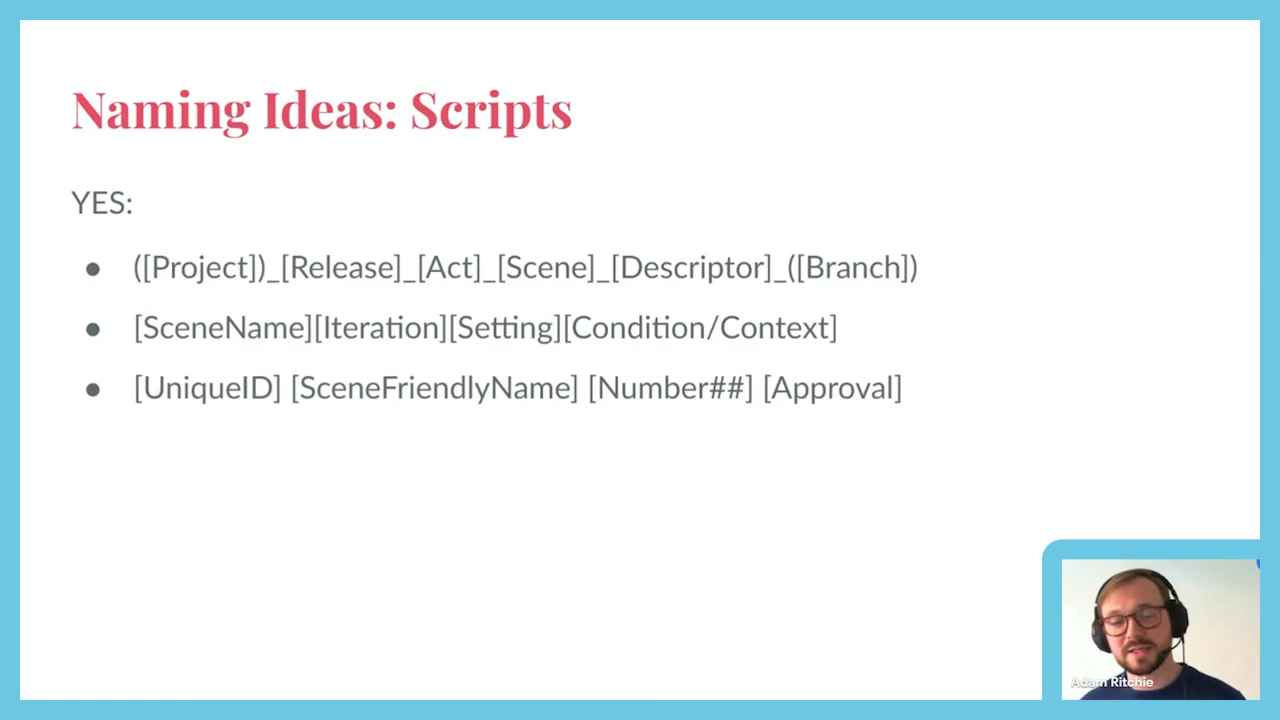 Naming Ideas: Scripts
YES:
● ([Project])_[Release]_[Act]_[Scene]_[Descriptor]_([Branch])
● [SceneName][Iteration][Setting][Condition/Context]
● [UniqueID] [SceneFriendlyName] [Number##] [Approval]
Adam Ritchie